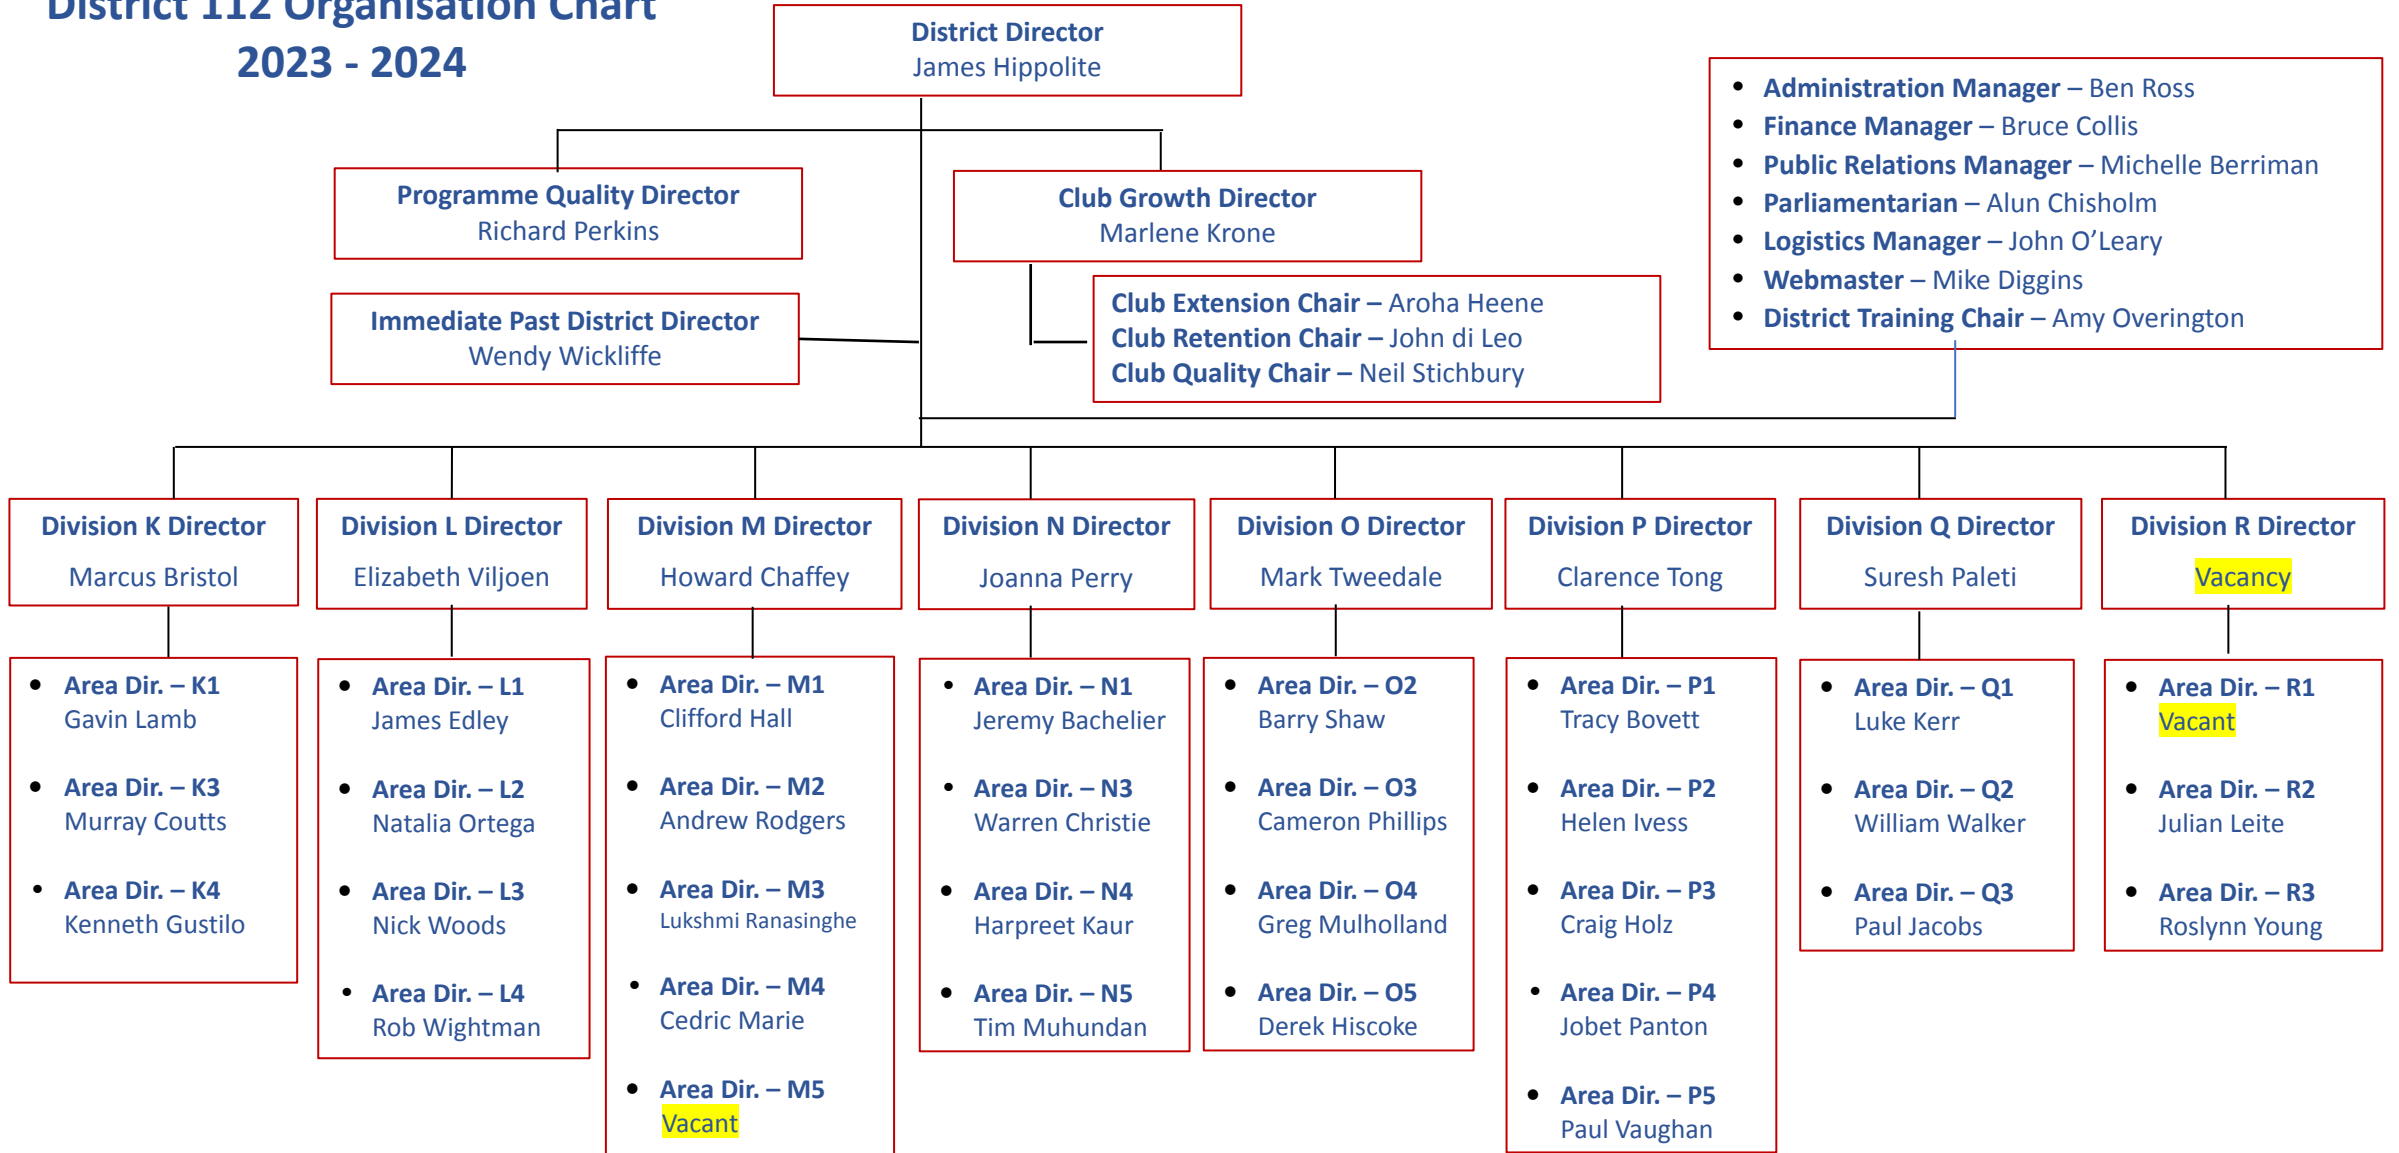 District 112 Organisation Chart
2023 - 2024
District Director
James Hippolite
• Administration Manager – Ben Ross
• Finance Manager – Bruce Collis
• Public Relations Manager – Michelle Berriman
• Parliamentarian – Alun Chisholm
• Logistics Manager – John O’Leary
• Webmaster – Mike Diggins
• District Training Chair – Amy Overington
Programme Quality Director
Richard Perkins
Club Growth Director
Marlene Krone
Immediate Past District Director
Wendy Wickliffe
Club Extension Chair – Aroha Heene
Club Retention Chair – John di Leo
Club Quality Chair – Neil Stichbury
Division K Director
Marcus Bristol
Division L Director
Elizabeth Viljoen
Division M Director
Howard Chaffey
Division N Director
Joanna Perry
Division O Director
Mark Tweedale
Division P Director
Clarence Tong
Division Q Director
Suresh Paleti
Division R Director
Vacancy
• Area Dir. – K1
Gavin Lamb
• Area Dir. – K3
Murray Coutts
• Area Dir. – K4
Kenneth Gustilo
• Area Dir. – L1
James Edley
• Area Dir. – L2
Natalia Ortega
• Area Dir. – L3
Nick Woods
• Area Dir. – L4
Rob Wightman
• Area Dir. – M1
Clifford Hall
• Area Dir. – M2
Andrew Rodgers
• Area Dir. – M3
Lukshmi Ranasinghe
• Area Dir. – M4
Cedric Marie
• Area Dir. – M5
Vacant
• Area Dir. – N1
Jeremy Bachelier
• Area Dir. – N3
Warren Christie
• Area Dir. – N4
Harpreet Kaur
• Area Dir. – N5
Tim Muhundan
• Area Dir. – O2
Barry Shaw
• Area Dir. – O3
Cameron Phillips
• Area Dir. – O4
Greg Mulholland
• Area Dir. – O5
Derek Hiscoke
• Area Dir. – P1
Tracy Bovett
• Area Dir. – P2
Helen Ivess
• Area Dir. – P3
Craig Holz
• Area Dir. – P4
Jobet Panton
• Area Dir. – P5
Paul Vaughan
• Area Dir. – Q1
Luke Kerr
• Area Dir. – Q2
William Walker
• Area Dir. – Q3
Paul Jacobs
• Area Dir. – R1
Vacant
• Area Dir. – R2
Julian Leite
• Area Dir. – R3
Roslynn Young